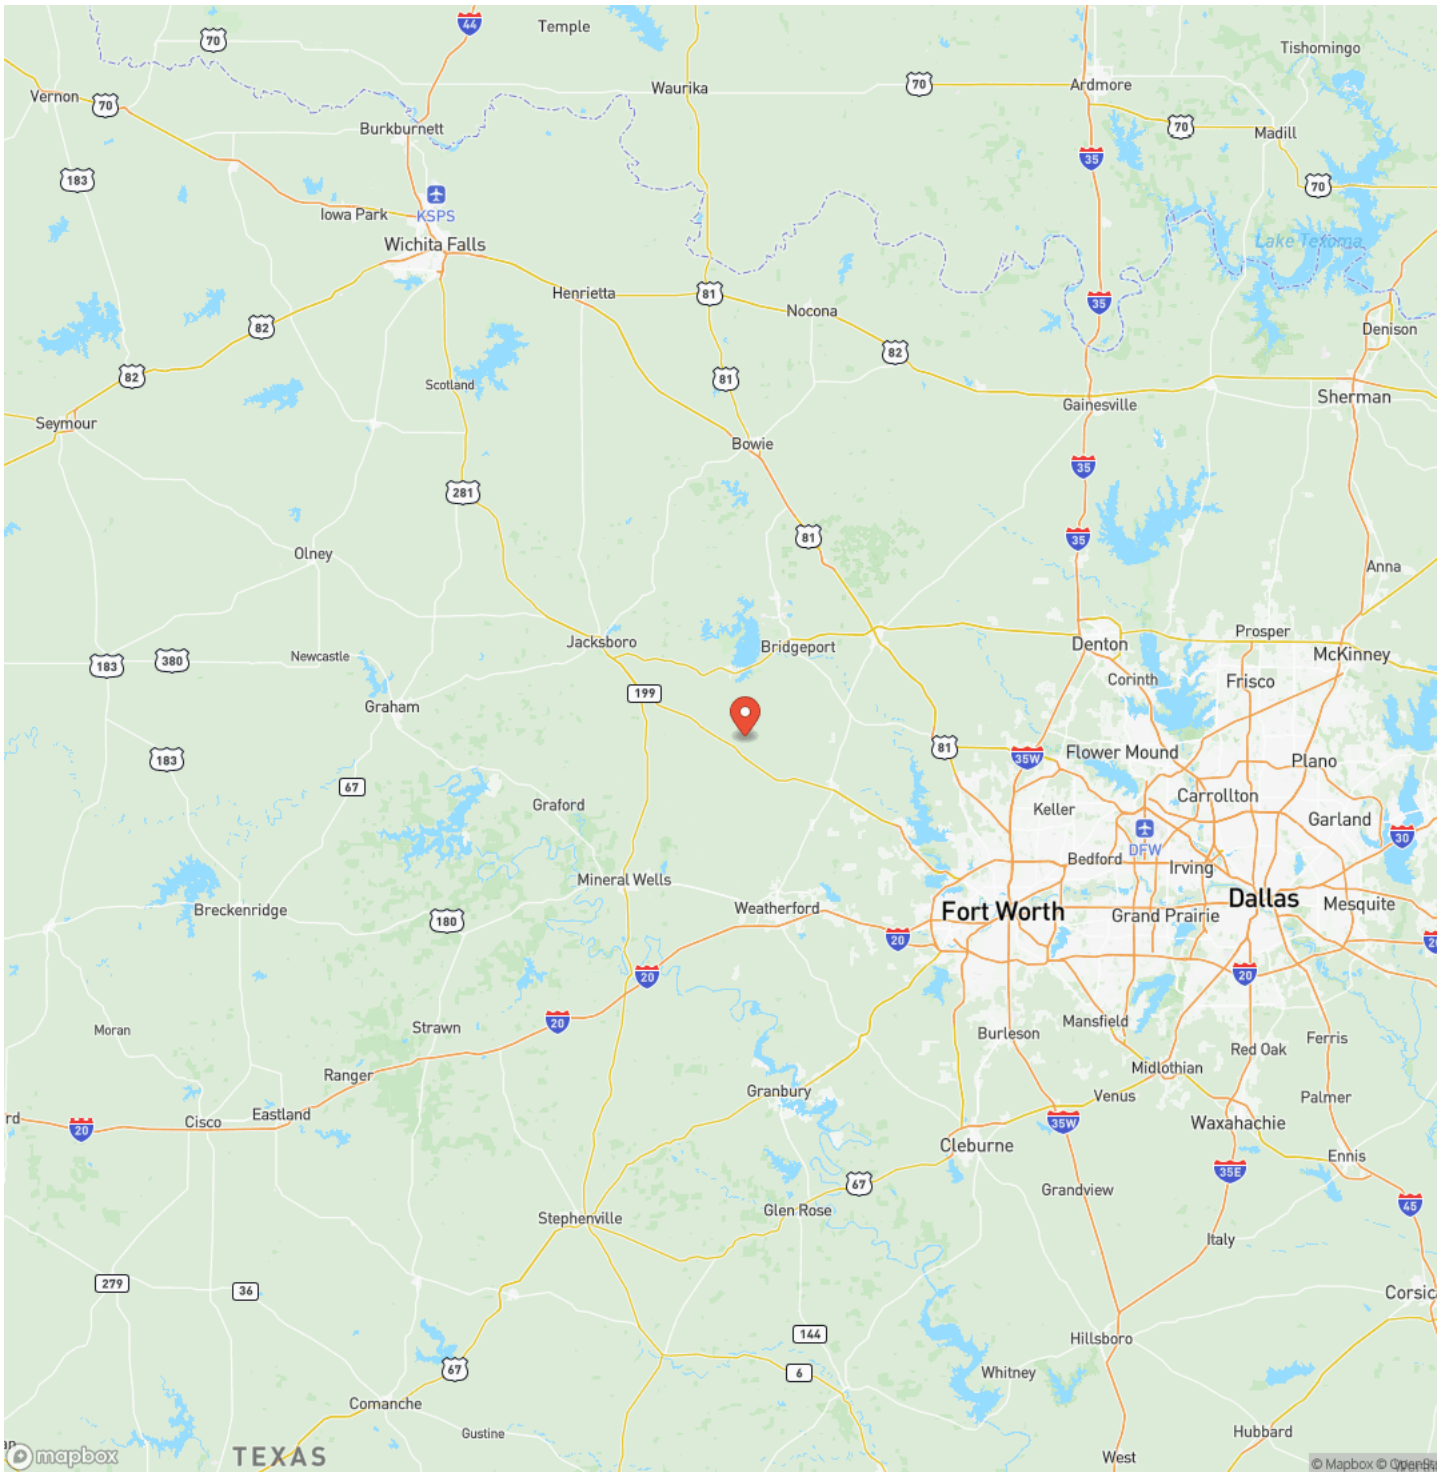 44
Temple
70
Tishomingo
Waurika
70
Ardmore
Vernon
70
Burkburnett
70
Madill
35
183
70
KSPS
Iowa Park
Wichita Falls
Lake Texoma
Henrietta
81
35
Nocona
82
Denison
82
82
81
Scotland
Sherman
Gainesville
Seymour
Bowie
35
281
81
35
Olney
Anna
Jacksboro
Bridgeport
Denton
Prosper
McKinney
Newcastle
183
380
199
Corinth
Frisco
Graham
81
35W
Flower Mound
183
Plano
67
Graford
Keller
Carrollton
Garland
30
DFW
Bedford
Irving
Mineral Wells
Dallas
Breckenridge
180
Weatherford
Fort Worth
Grand Prairie
Mesquite
20
20
20
20
Moran
Strawn
20
Burleson
Mansfield
Ferris
Red Oak
Ranger
Midlothian
Granbury
Venus
Palmer
rd
20
Cisco
Eastland
35W
Waxahachie
Cleburne
Ennis
67
35E
Grandview
Glen Rose
45
Stephenville
Italy
279
36
Corsica
144
Hillsboro
67
6
Whitney
Comanche
Gustine
Hubbard
mapbox
TEXAS
West
© Mapbox ©